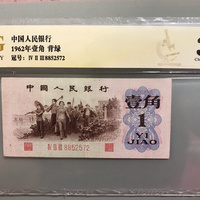 中国人民银行
1962年壹角 背绿
冠号：Ⅳ Ⅱ Ⅲ 8852572
中国人民银行
壹角
1
YI JIAO
Ⅳ Ⅱ Ⅲ 8852572